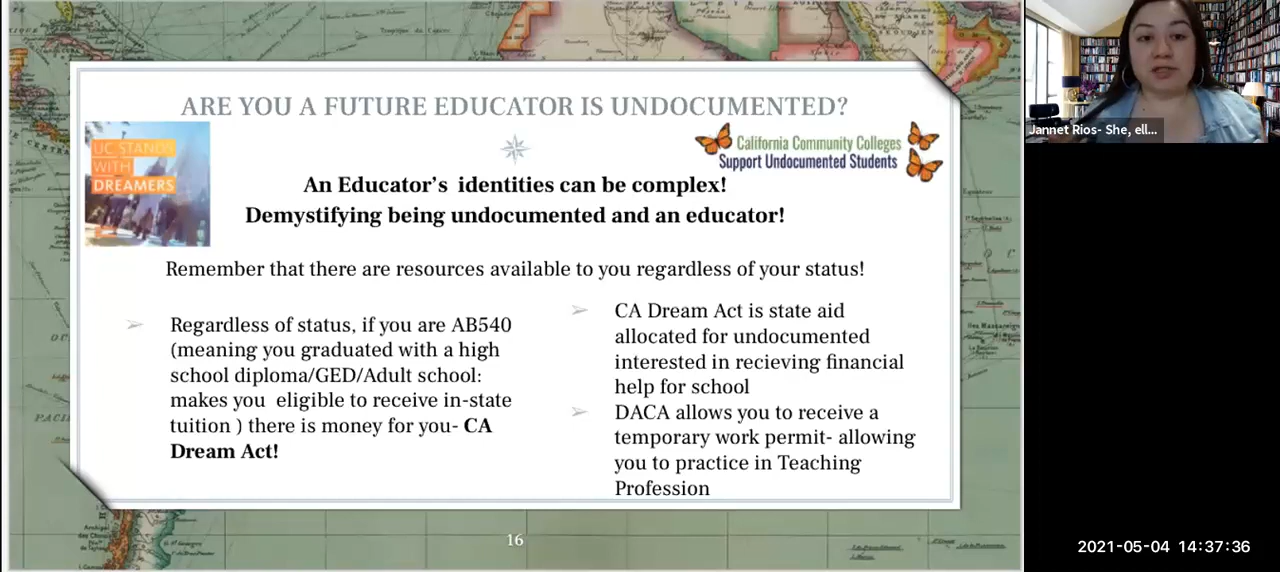 ARE YOU A FUTURE EDUCATOR IS UNDOCUMENTED?
UC STANDS
WITH
DREAMERS
California Community Colleges
Support Undocumented Students
An Educator's identities can be complex!
Demystifying being undocumented and an educator!
Remember that there are resources available to you regardless of your status!
Regardless of status, if you are AB540
(meaning you graduated with a high
school diploma/GED/Adult school:
makes you eligible to receive in-state
tuition ) there is money for you- CA
Dream Act!
CA Dream Act is state aid
allocated for undocumented
interested in recieving financial
help for school
DACA allows you to receive a
temporary work permit- allowing
you to practice in Teaching
Profession
16
Jannet Rios- She, ell...
2021-05-04 14:37:36